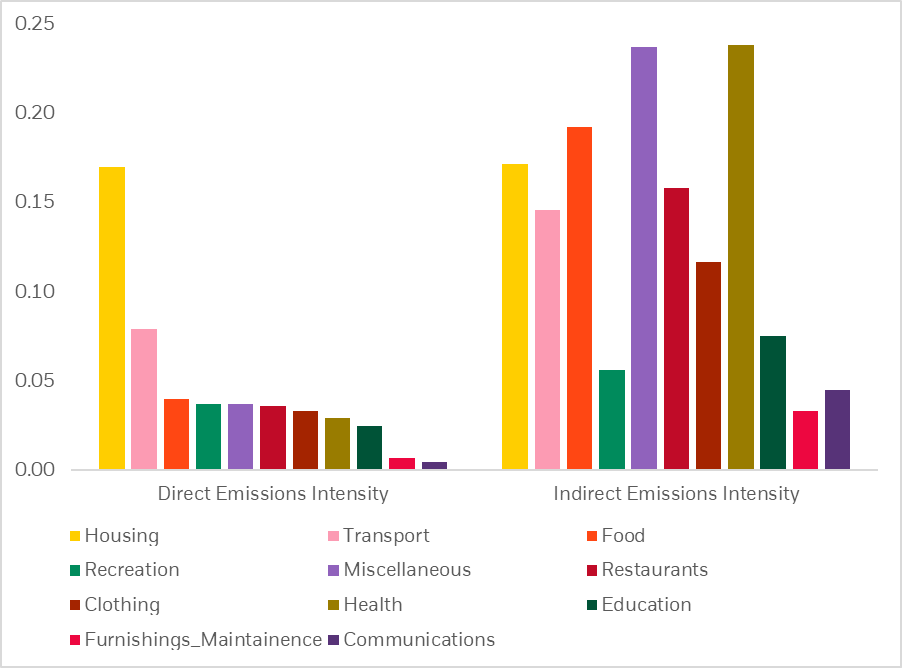 0.25
0.20
0.15
0.10
0.05
0.00
Direct Emissions Intensity Indirect Emissions Intensity
Housing Transport Food
Recreation Miscellaneous Restaurants
Clothing Health Education
Furnishings_Maintainence Communications